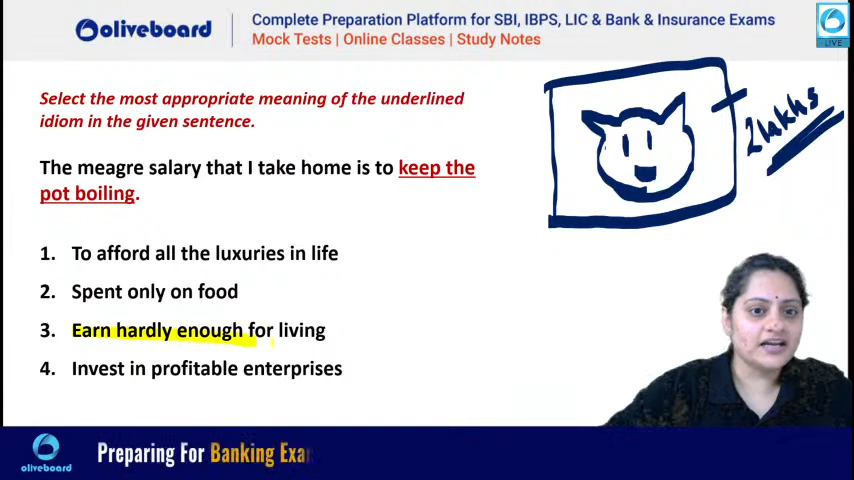 oliveboard
Complete Preparation Platform for SBI, IBPS, LIC & Bank & Insurance Exams
Mock Tests | Online Classes | Study Notes
LIVE
Select the most appropriate meaning of the underlined
idiom in the given sentence.
The meagre salary that I take home is to keep the
pot boiling.
1. To afford all the luxuries in life
2. Spent only on food
3. Earn hardly enough for living
4. Invest in profitable enterprises
2 lakhs
oliveboard
Preparing For Banking Exa